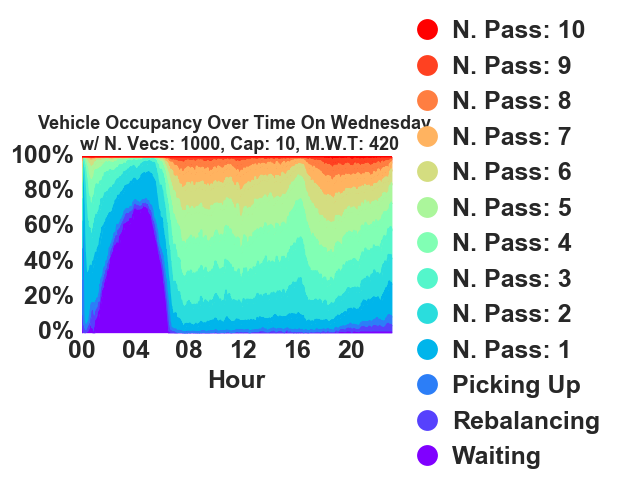 Vehicle Occupancy Over Time On Wednesday
w/ N. Vecs: 1000, Cap: 10, M.W.T: 420
100%
80%
60%
40%
20%
0%
00 04 08 12 16 20
Hour
N. Pass: 10
N. Pass: 9
N. Pass: 8
N. Pass: 7
N. Pass: 6
N. Pass: 5
N. Pass: 4
N. Pass: 3
N. Pass: 2
N. Pass: 1
Picking Up
Rebalancing
Waiting